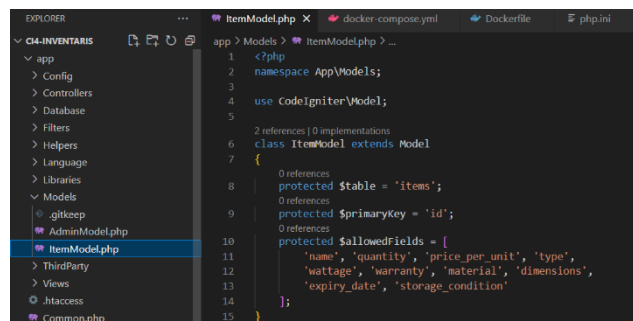 EXPLORER
CI4-INVENTARIS
app
Config
Controllers
Database
Filters
Helpers
Language
Libraries
Models
.gitkeep
AdminModel.php
ItemModel.php
ThirdParty
Views
.htaccess
Common.php
ItemModel.php docker-compose.yml Dockerfile php.ini
app > Models > ItemModel.php > ...
1 <?php
2 namespace App\Models;
3
4 use CodeIgniter\Model;
5
2 references | 0 implementations
6 class ItemModel extends Model
7 {
0 references
8 protected $table = 'items';
0 references
9 protected $primaryKey = 'id';
0 references
10 protected $allowedFields = [
11 'name', 'quantity', 'price_per_unit', 'type',
12 'wattage', 'warranty', 'material', 'dimensions',
13 'expiry_date', 'storage_condition'
14 ];
15 }